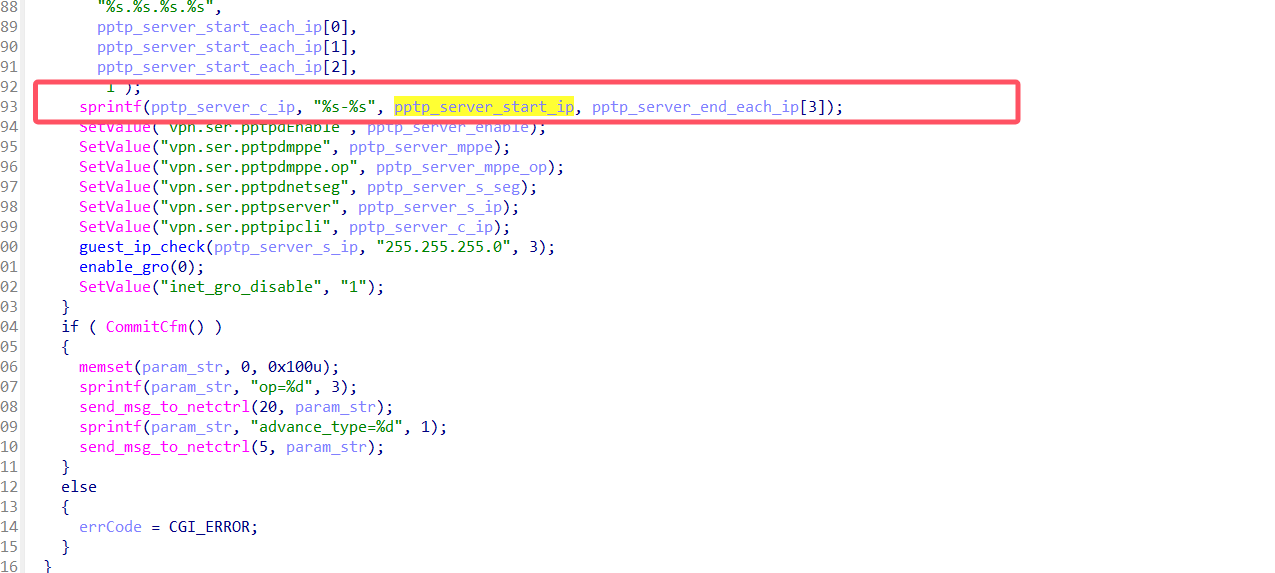 88 "%s.%s.%s.%s",
89 pptp_server_start_each_ip[0],
90 pptp_server_start_each_ip[1],
91 pptp_server_start_each_ip[2],
92 );
93 sprintf(pptp_server_c_ip, "%s-%s", pptp_server_start_ip, pptp_server_end_each_ip[3]);
94 SetValue("vpn.ser.pptpdEnable", pptp_server_enable);
95 SetValue("vpn.ser.pptpdmppe", pptp_server_mppe);
96 SetValue("vpn.ser.pptpdmppe.op", pptp_server_mppe_op);
97 SetValue("vpn.ser.pptpdnetseg", pptp_server_s_seg);
98 SetValue("vpn.ser.pptpserver", pptp_server_s_ip);
99 SetValue("vpn.ser.pptpipcli", pptp_server_c_ip);
00 guest_ip_check(pptp_server_s_ip, "255.255.255.0", 3);
01 enable_gro(0);
02 SetValue("inet_gro_disable", "1");
03 }
04 if ( CommitCfm() )
05 {
06 memset(param_str, 0, 0x100u);
07 sprintf(param_str, "op=%d", 3);
08 send_msg_to_netctrl(20, param_str);
09 sprintf(param_str, "advance_type=%d", 1);
10 send_msg_to_netctrl(5, param_str);
11 }
12 else
13 {
14 errCode = CGI_ERROR;
15 }
16 }